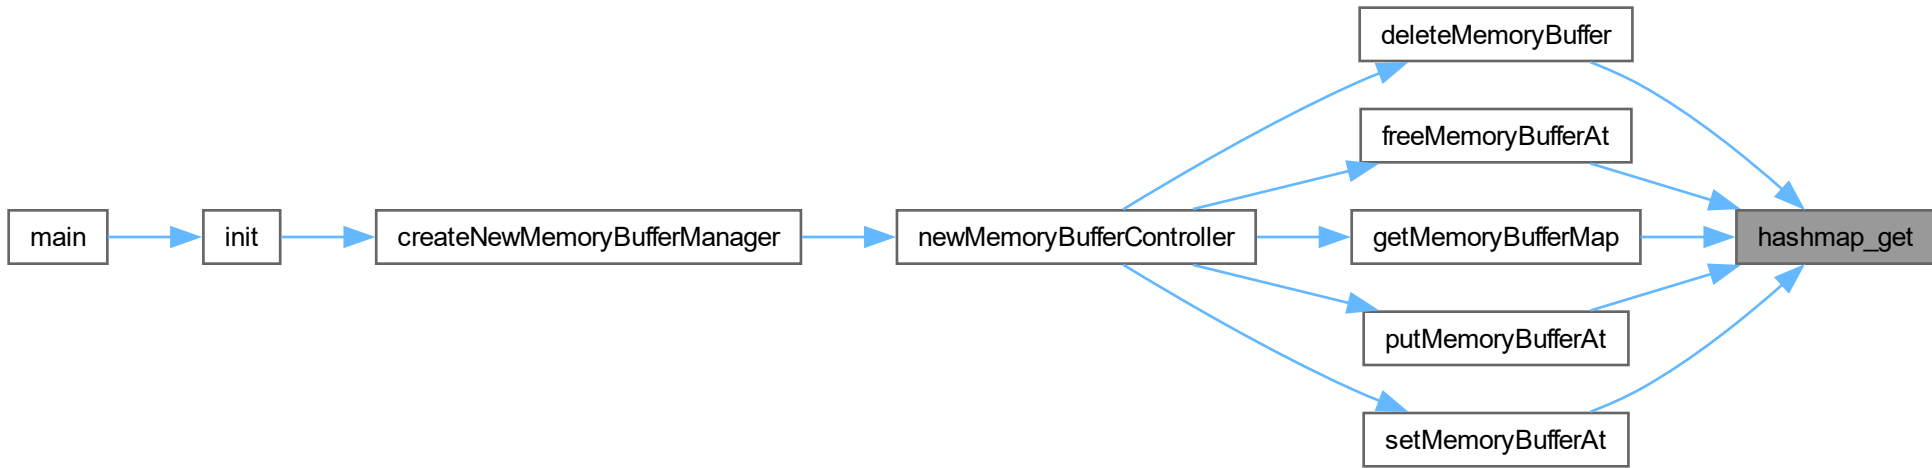 main
init
createNewMemoryBufferManager
newMemoryBufferController
deleteMemoryBuffer
freeMemoryBufferAt
getMemoryBufferMap
putMemoryBufferAt
setMemoryBufferAt
hashmap_get